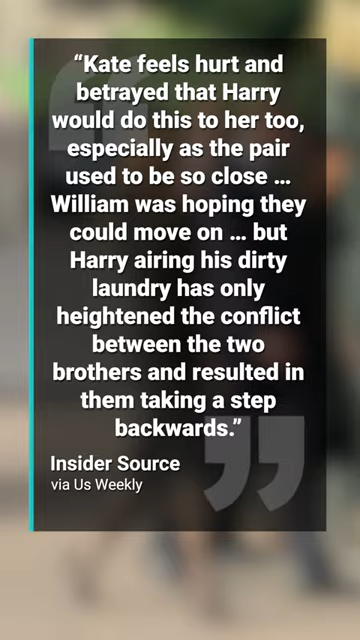 “Kate feels hurt and
betrayed that Harry
would do this to her too,
especially as the pair
used to be so close ...
William was hoping they
could move on ... but
Harry airing his dirty
laundry has only
heightened the conflict
between the two
brothers and resulted in
them taking a step
backwards.”
Insider Source
via Us Weekly